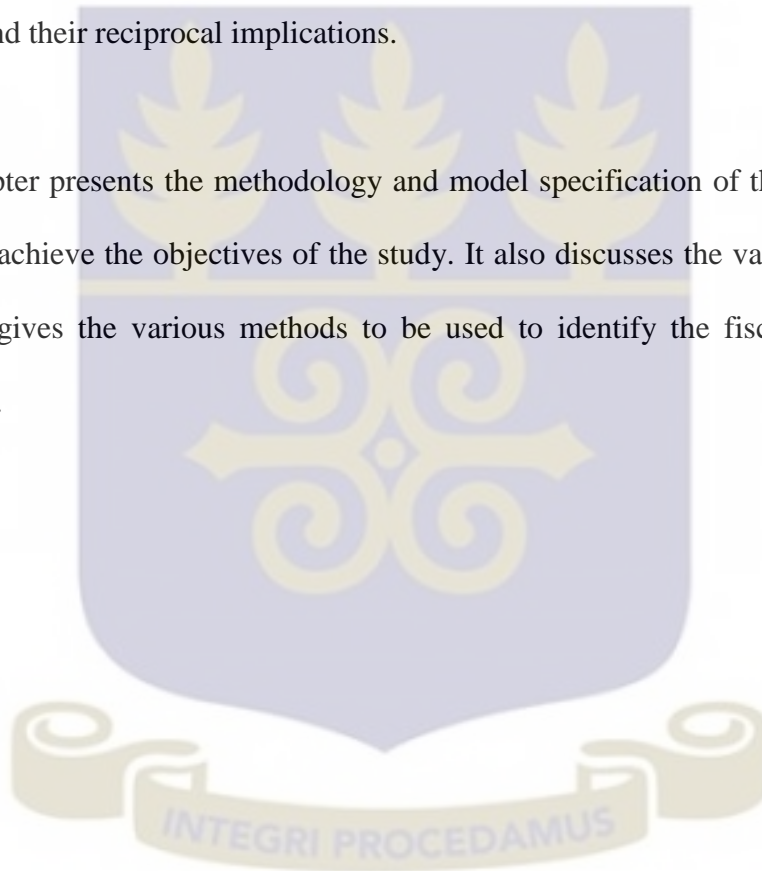 nd their reciprocal implications.
pter presents the methodology and model specification of th
achieve the objectives of the study. It also discusses the va
gives the various methods to be used to identify the fisc
INTEGRI PROCEDAMUS